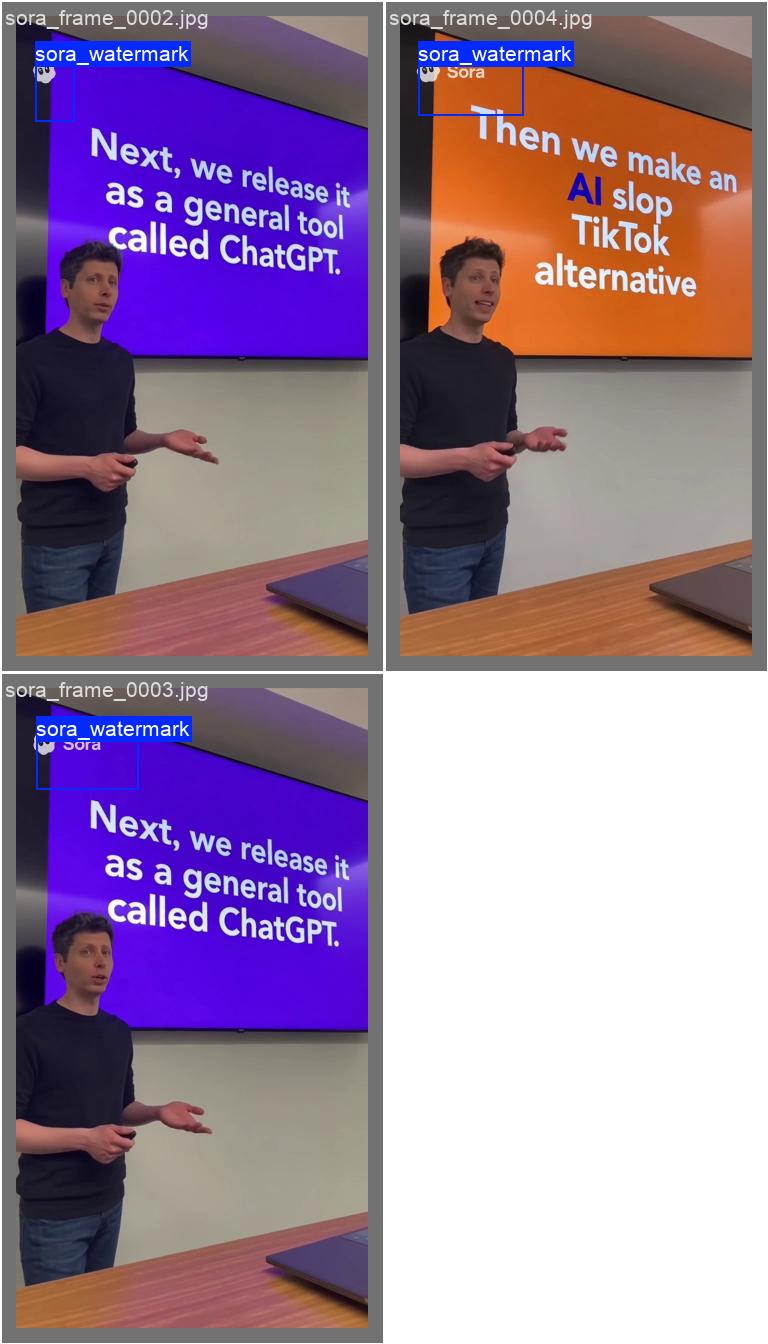 sora_frame_0002.jpg
sora_watermark
Next, we release it
as a general tool
called ChatGPT.
sora_frame_0004.jpg
sora_watermark
Sora
Then we make an
AI slop
TikTok
alternative
sora_frame_0003.jpg
sora_watermark
Sora
Next, we release it
as a general tool
called ChatGPT.